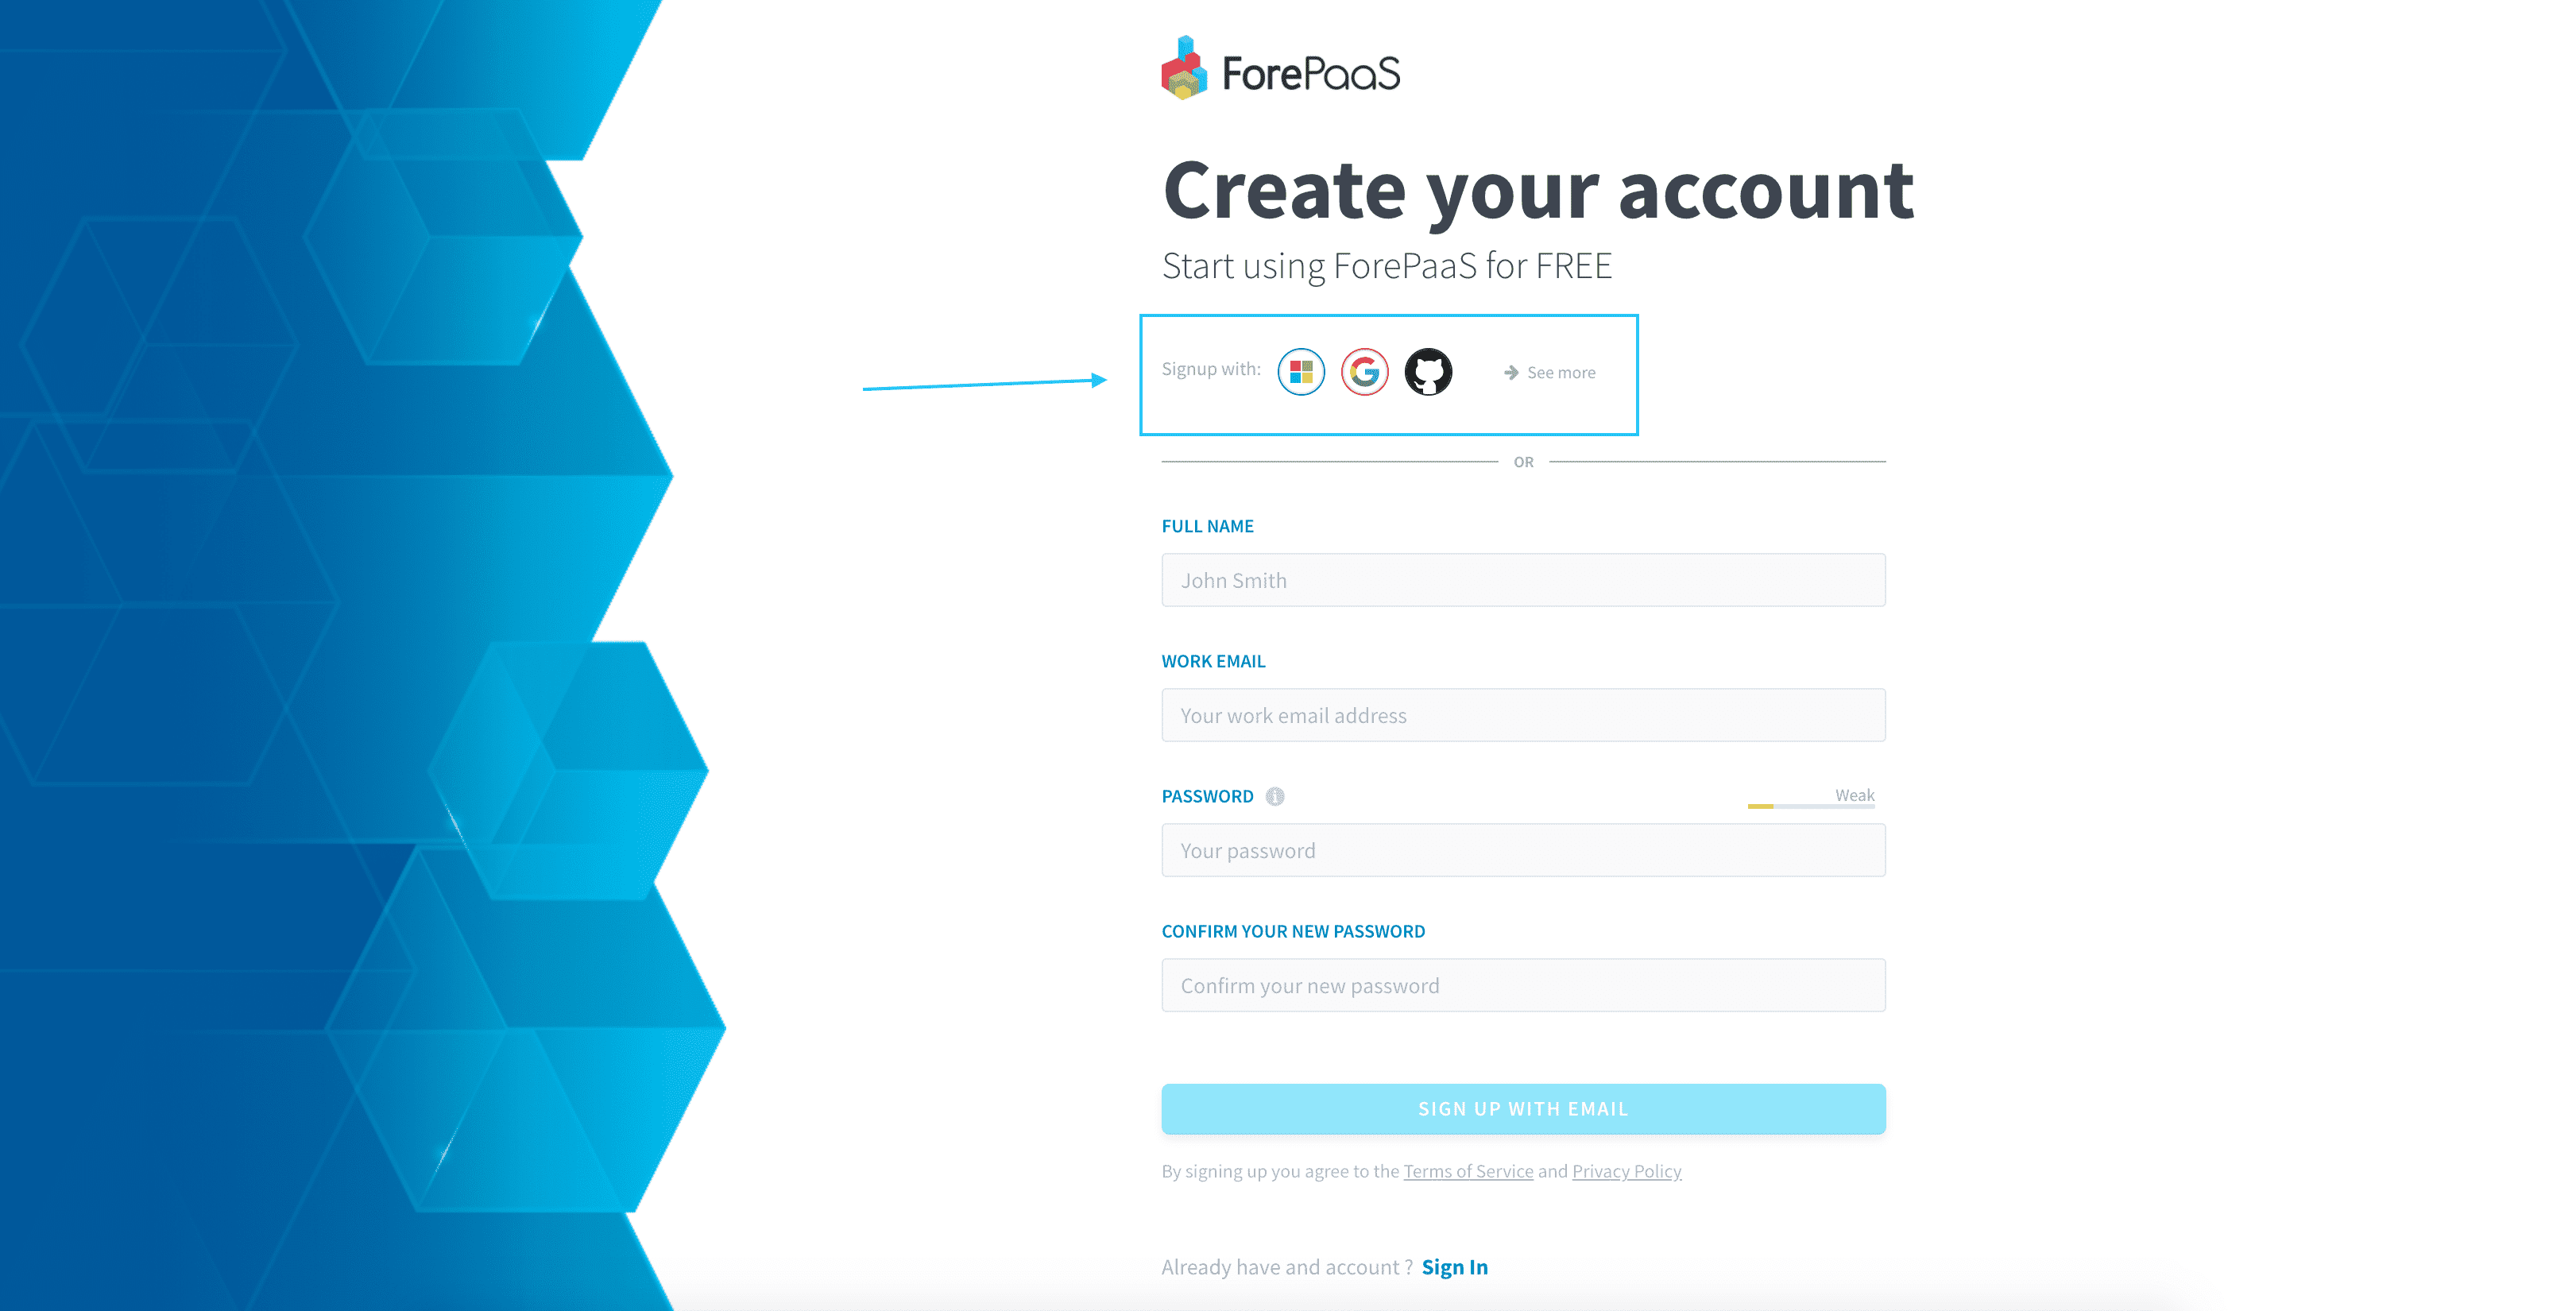 ForePaaS
Create your account
Start using ForePaaS for FREE
Signup with: See more
OR
FULL NAME
John Smith
WORK EMAIL
Your work email address
PASSWORD Weak
Your password
CONFIRM YOUR NEW PASSWORD
Confirm your new password
SIGN UP WITH EMAIL
By signing up you agree to the Terms of Service and Privacy Policy
Already have and account ? Sign In